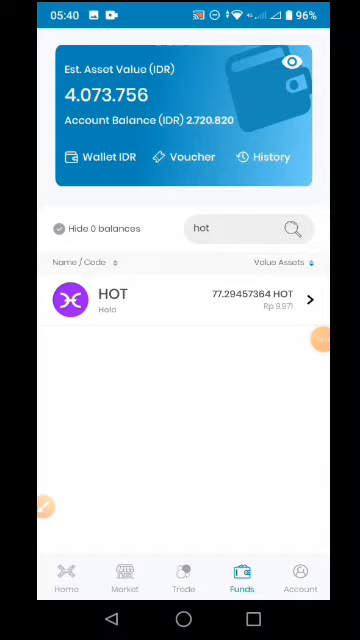 05:40 96%
Est. Asset Value (IDR)
4.073.756
Account Balance (IDR) 2.720.820
Wallet IDR Voucher History
Hide 0 balances hot
Name / Code Value Assets
HOT 77.29457364 HOT
Holo Rp 9,971
Home Market Trade Funds Account